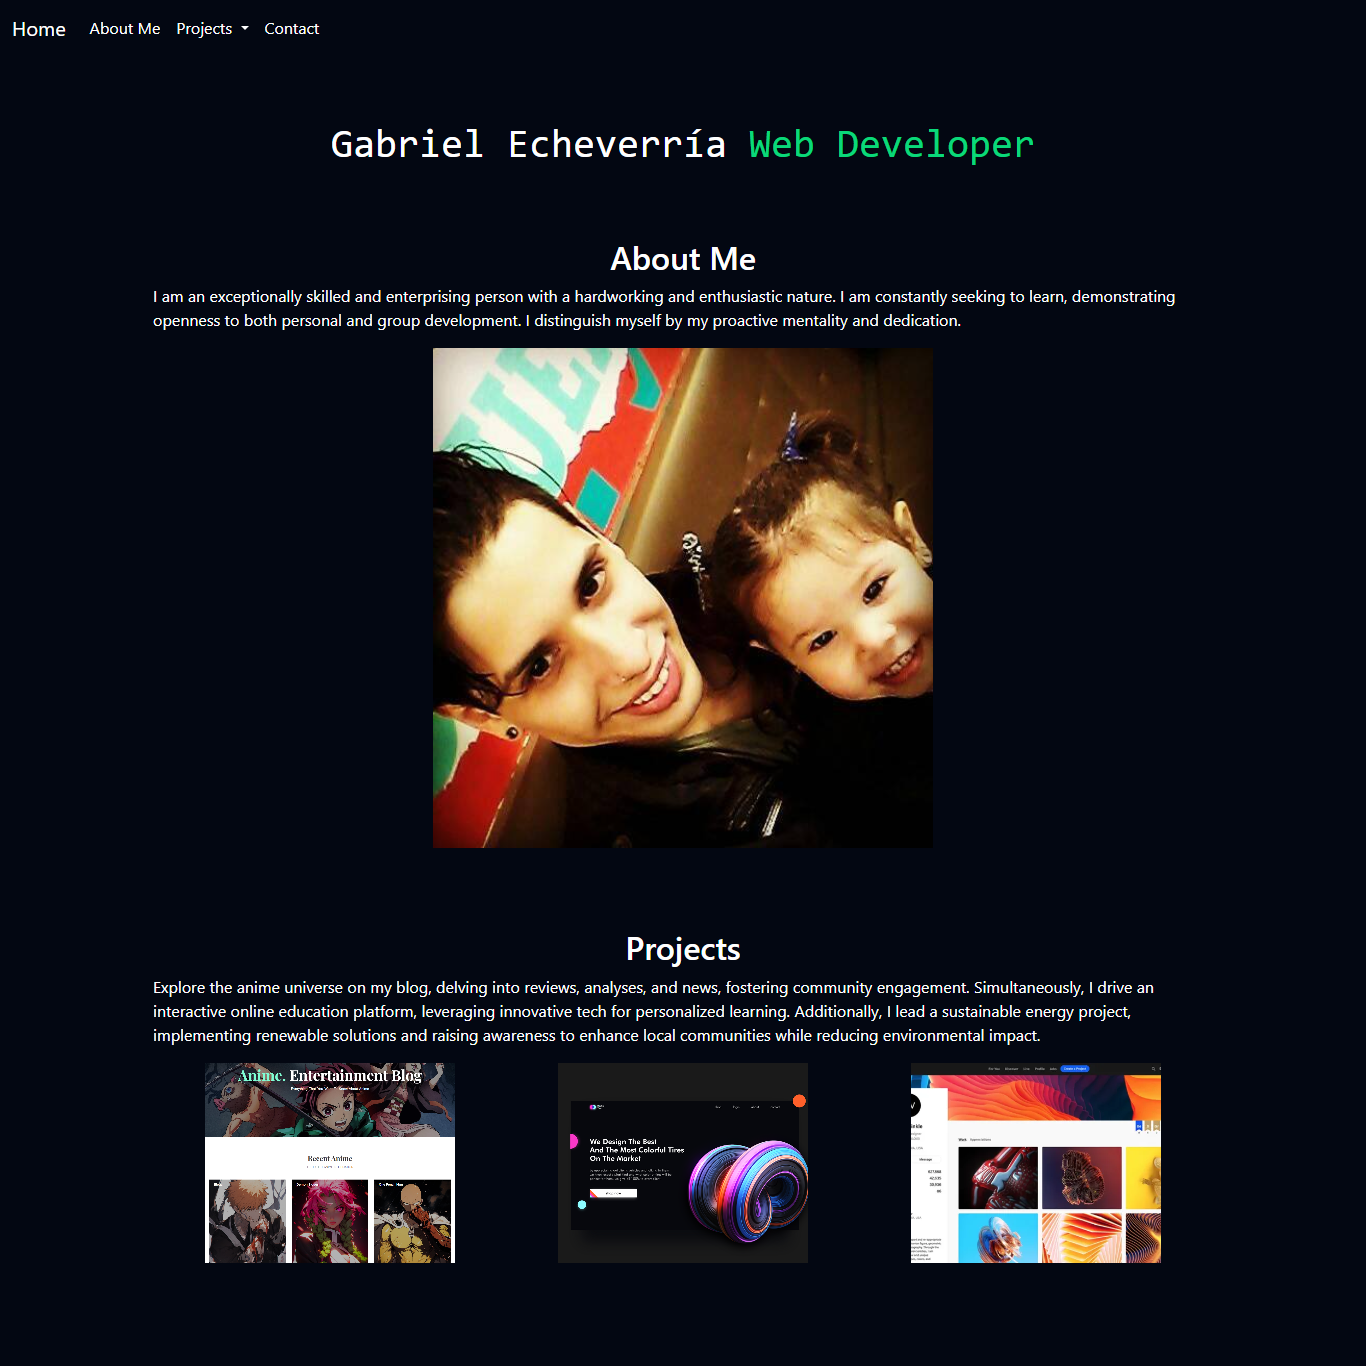 Home About Me Projects Contact
Gabriel Echeverría Web Developer
About Me
I am an exceptionally skilled and enterprising person with a hardworking and enthusiastic nature. I am constantly seeking to learn, demonstrating
openness to both personal and group development. I distinguish myself by my proactive mentality and dedication.
Projects
Explore the anime universe on my blog, delving into reviews, analyses, and news, fostering community engagement. Simultaneously, I drive an
interactive online education platform, leveraging innovative tech for personalized learning. Additionally, I lead a sustainable energy project,
implementing renewable solutions and raising awareness to enhance local communities while reducing environmental impact.
Anime. Entertainment Blog
Recent Anime
We Design The Best
And The Most Colorful Tires
On The Market
Message